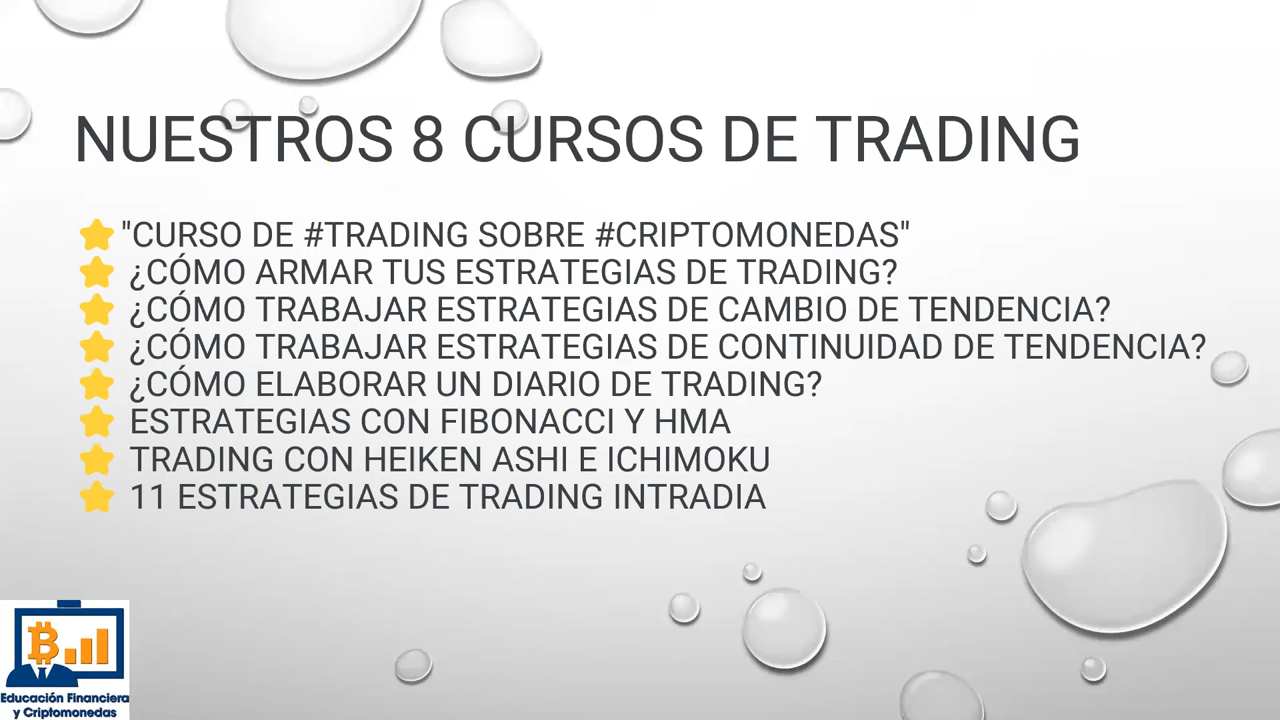 NUESTROS 8 CURSOS DE TRADING
"CURSO DE #TRADING SOBRE #CRIPTOMONEDAS"
¿CÓMO ARMAR TUS ESTRATEGIAS DE TRADING?
¿CÓMO TRABAJAR ESTRATEGIAS DE CAMBIO DE TENDENCIA?
¿CÓMO TRABAJAR ESTRATEGIAS DE CONTINUIDAD DE TENDENCIA?
¿CÓMO ELABORAR UN DIARIO DE TRADING?
ESTRATEGIAS CON FIBONACCI Y HMA
TRADING CON HEIKEN ASHI E ICHIMOKU
11 ESTRATEGIAS DE TRADING INTRADIA
Educación Financiera
y Criptomonedas